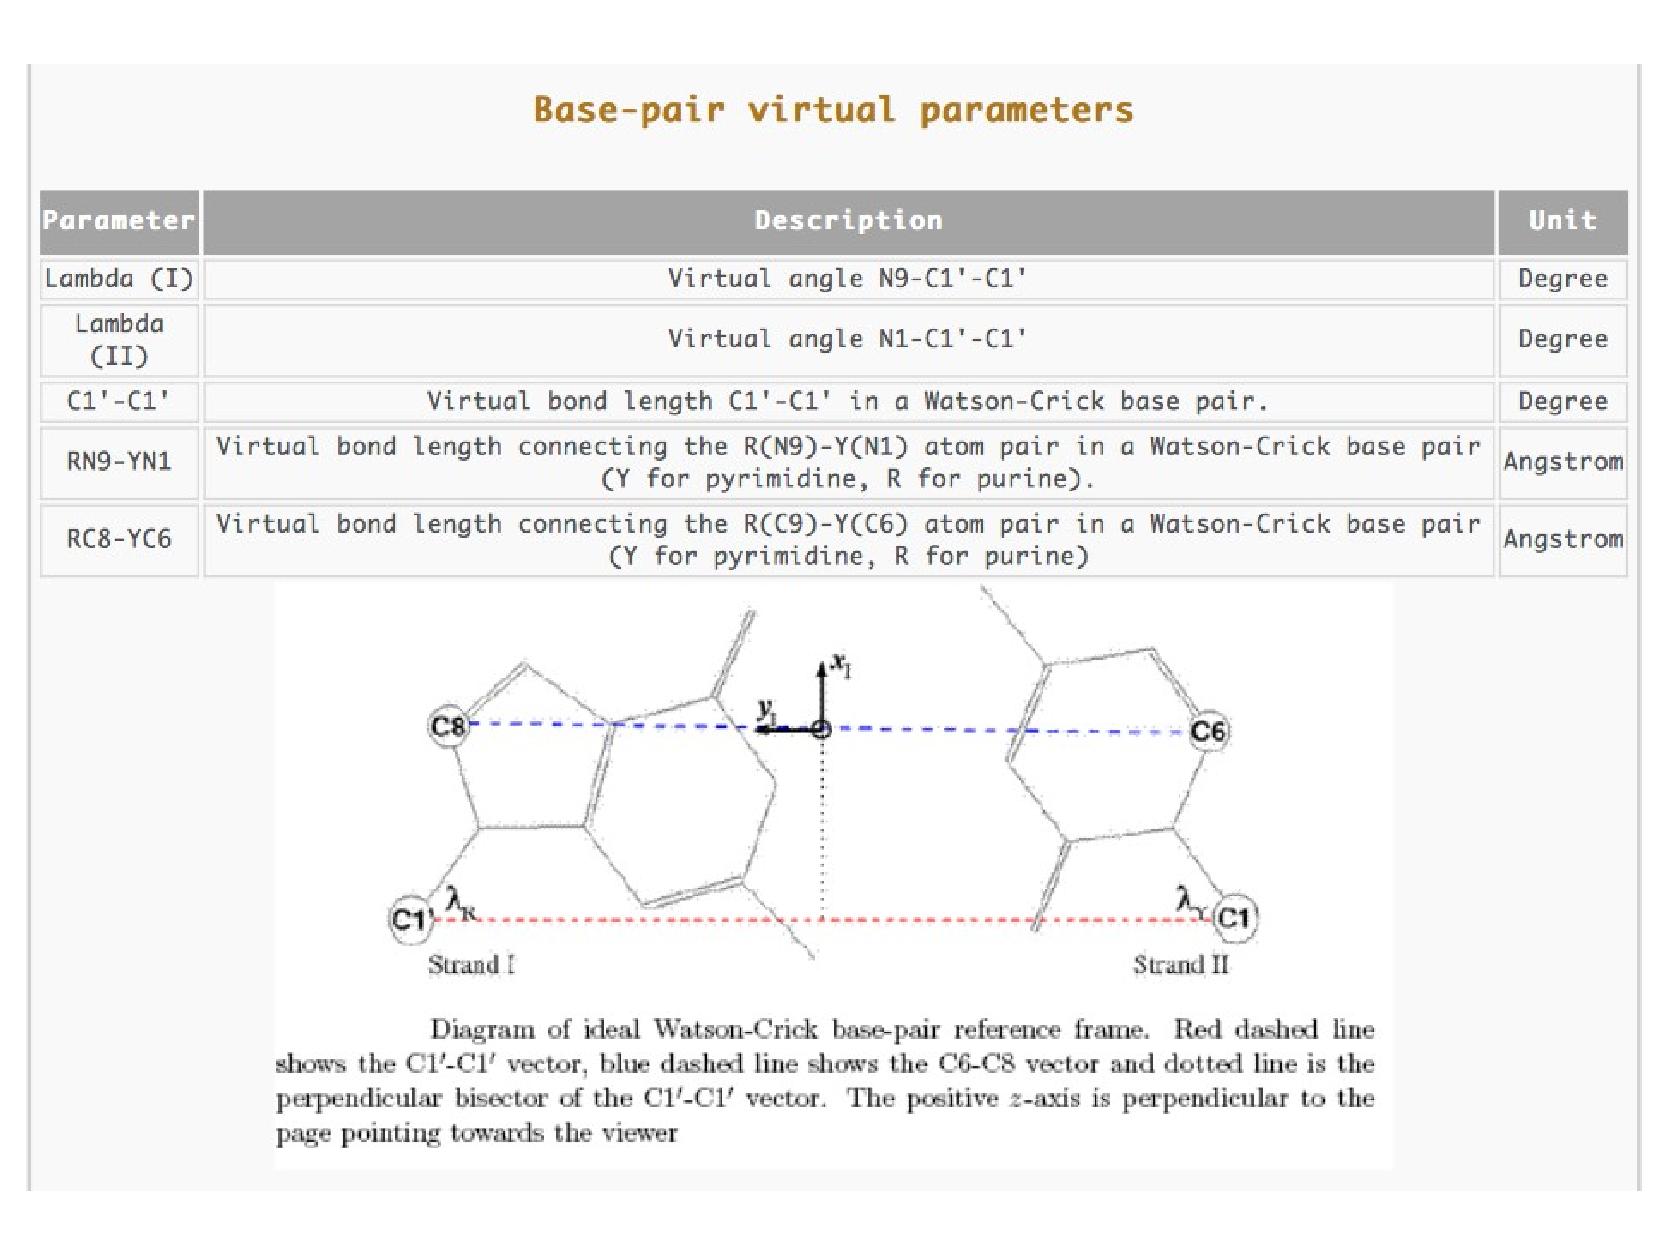 Base-pair virtual parameters
Parameter Description Unit
Lambda (I) Virtual angle N9-C1'-C1' Degree
Lambda
(II) Virtual angle N1-C1'-C1' Degree
C1'-C1' Virtual bond length C1'-C1' in a Watson-Crick base pair. Degree
RN9-YN1 Virtual bond length connecting the R(N9)-Y(N1) atom pair in a Watson-Crick base pair
(Y for pyrimidine, R for purine). Angstrom
RC8-YC6 Virtual bond length connecting the R(C9)-Y(C6) atom pair in a Watson-Crick base pair
(Y for pyrimidine, R for purine) Angstrom
xI
yI
C8
C6
C1'
λR
λY
C1
Strand I
Strand II
Diagram of ideal Watson-Crick base-pair reference frame. Red dashed line
shows the C1′-C1′ vector, blue dashed line shows the C6-C8 vector and dotted line is the
perpendicular bisector of the C1′-C1′ vector. The positive z-axis is perpendicular to the
page pointing towards the viewer